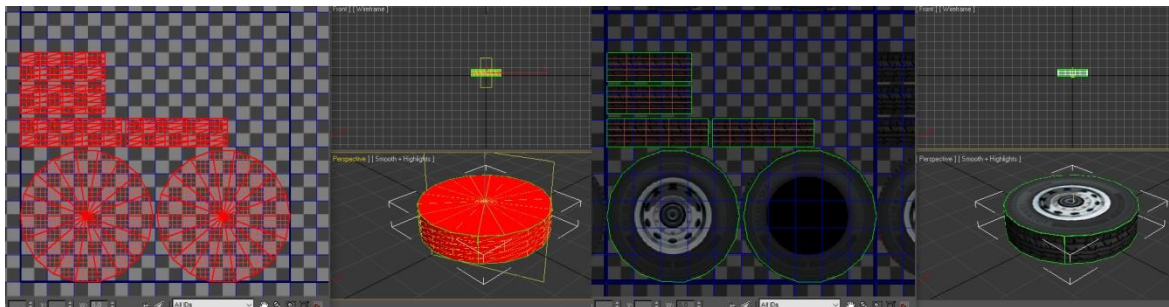 Front ] [ Wireframe ]
Front ] [ Wireframe ]
Perspective ] [ Smooth + Highlights ]
Perspective ] [ Smooth + Highlights ]
All IDs
All IDs